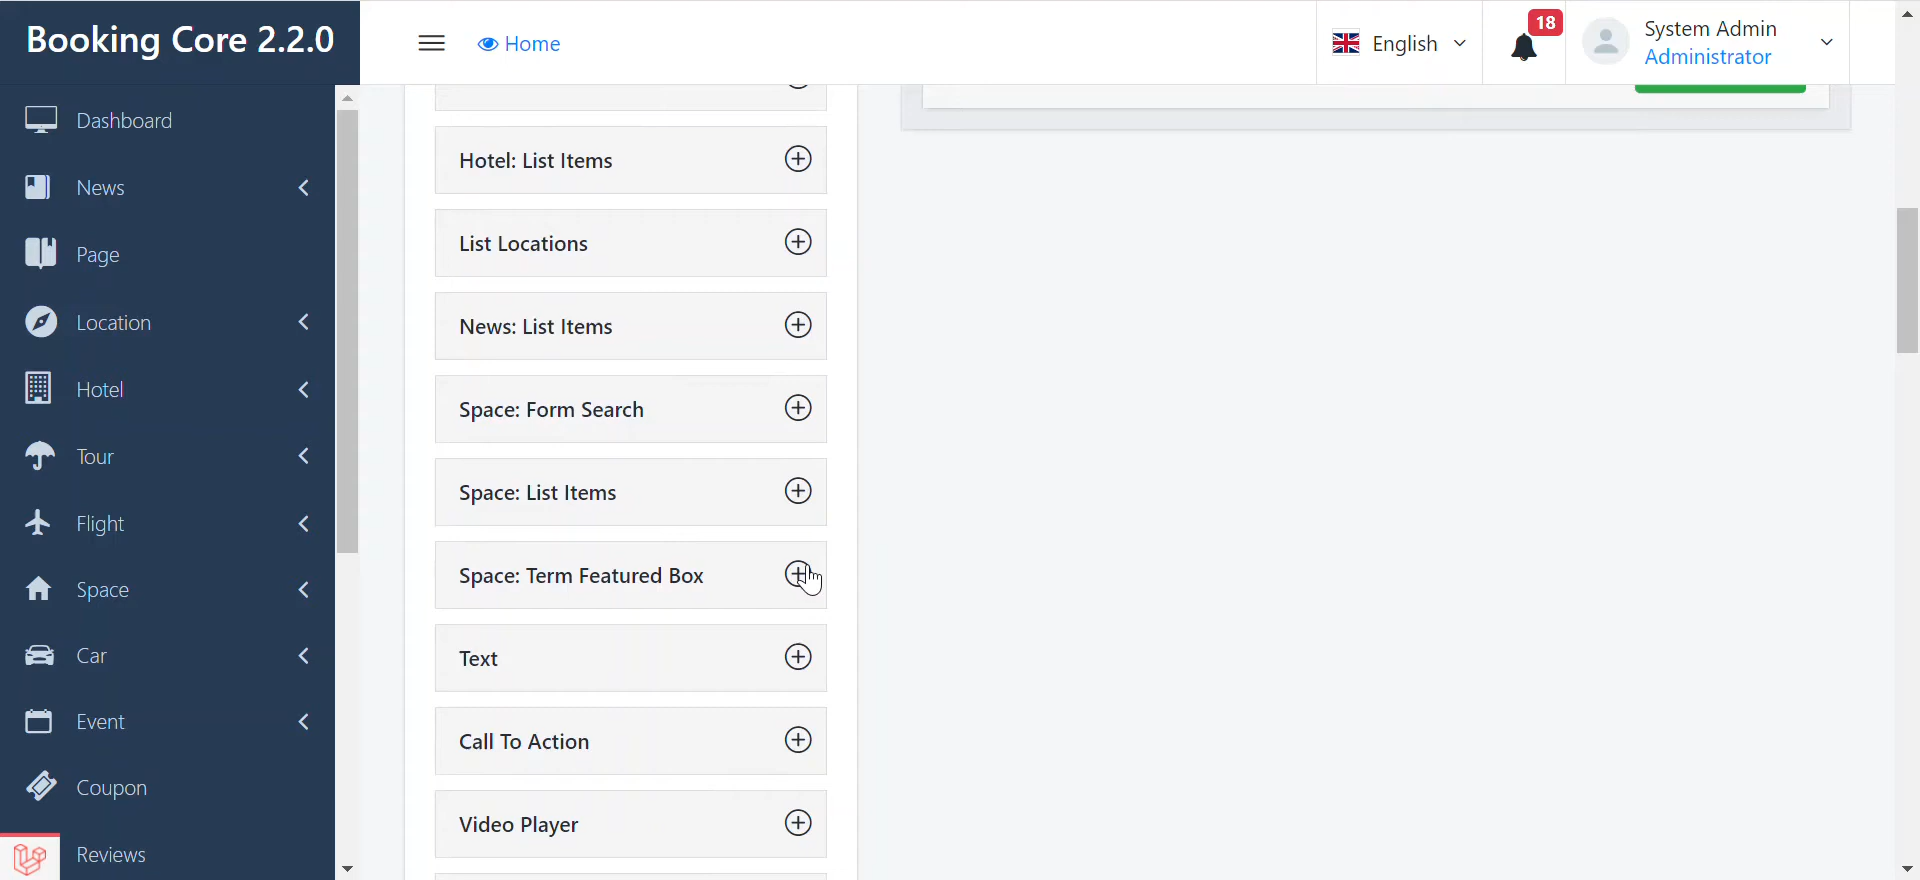 Booking Core 2.2.0
Home
English
18
System Admin
Administrator
Dashboard
News
Page
Location
Hotel
Tour
Flight
Space
Car
Event
Coupon
Reviews
Hotel: List Items
List Locations
News: List Items
Space: Form Search
Space: List Items
Space: Term Featured Box
Text
Call To Action
Video Player